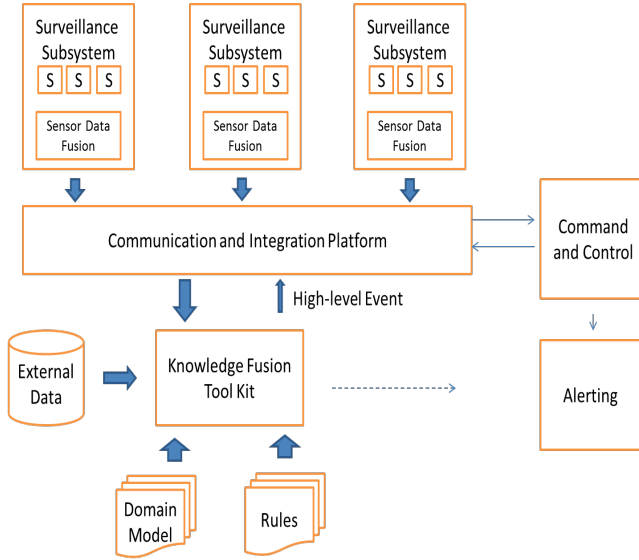 Surveillance
Subsystem
S S S
Sensor Data
Fusion
Surveillance
Subsystem
S S S
Sensor Data
Fusion
Surveillance
Subsystem
S S S
Sensor Data
Fusion
Communication and Integration Platform
Command
and Control
High-level Event
External
Data
Knowledge Fusion
Tool Kit
Alerting
Domain
Model
Rules